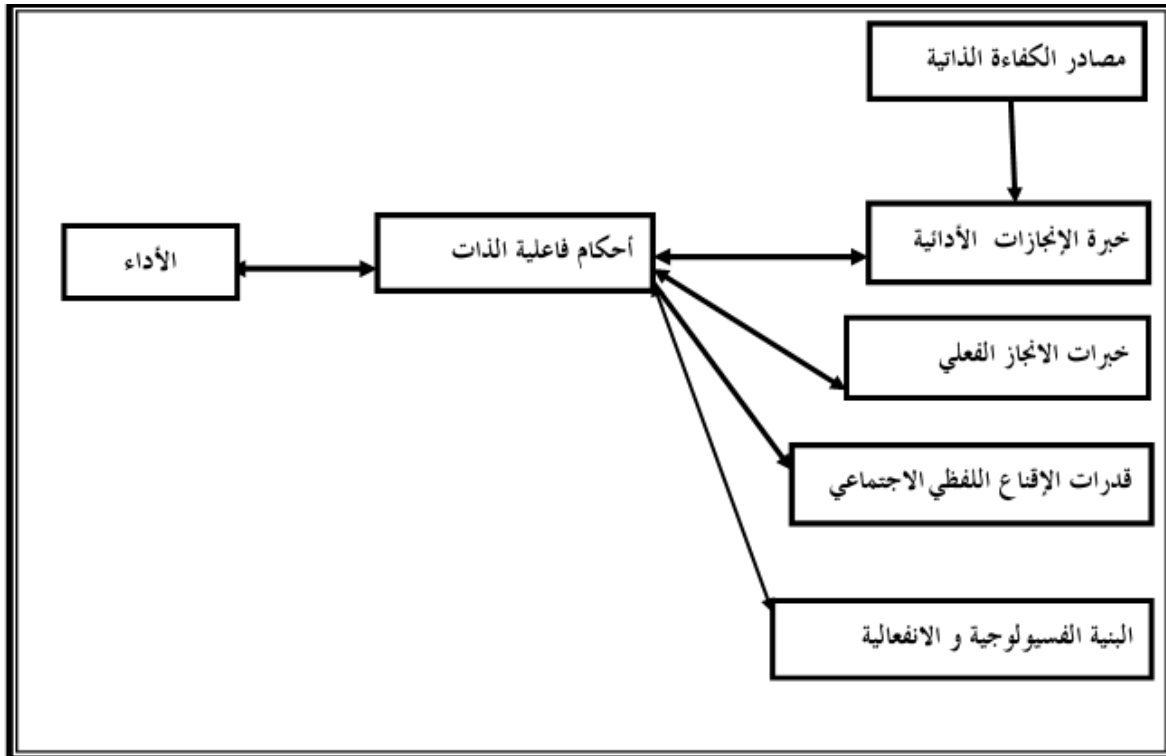 مصادر الكفاءة الذاتية
خبرة الإنجازات الأدائية
أحكام فاعلية الذات
الأداء
خبرات الانجاز الفعلي
قدرات الإقناع اللفظي الاجتماعي
البنية الفسيولوجية و الانفعالية